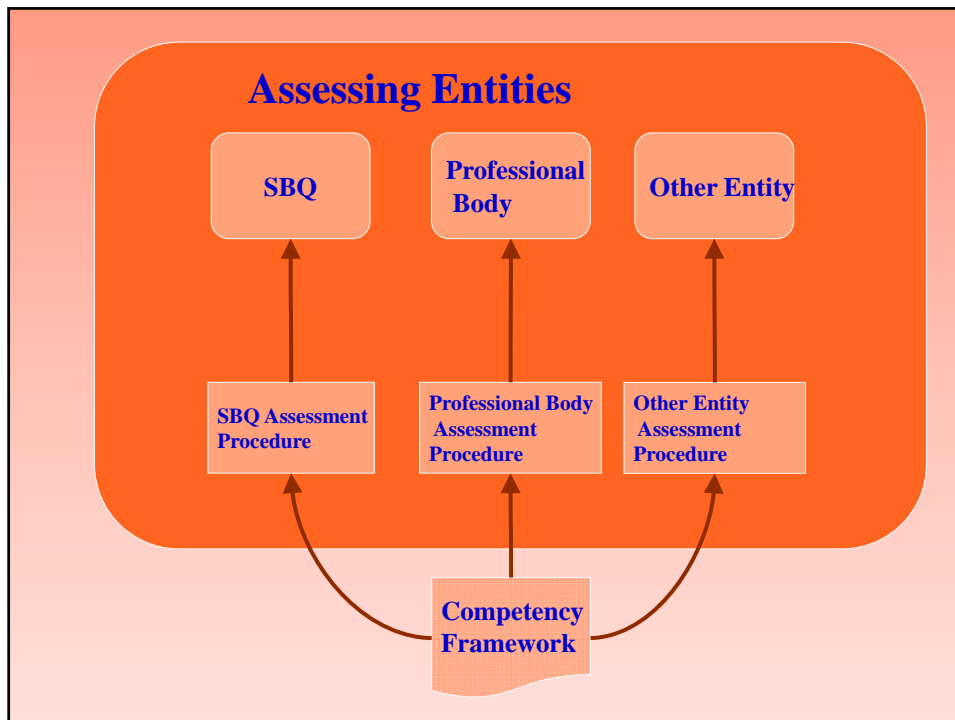 Assessing Entities
SBQ
Professional
Body
Other Entity
SBQ Assessment
Procedure
Professional Body
Assessment
Procedure
Other Entity
Assessment
Procedure
Competency
Framework